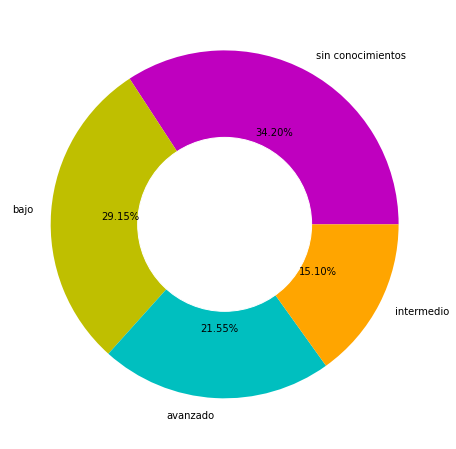 sin conocimientos
34.20%
bajo
29.15%
15.10%
intermedio
21.55%
avanzado